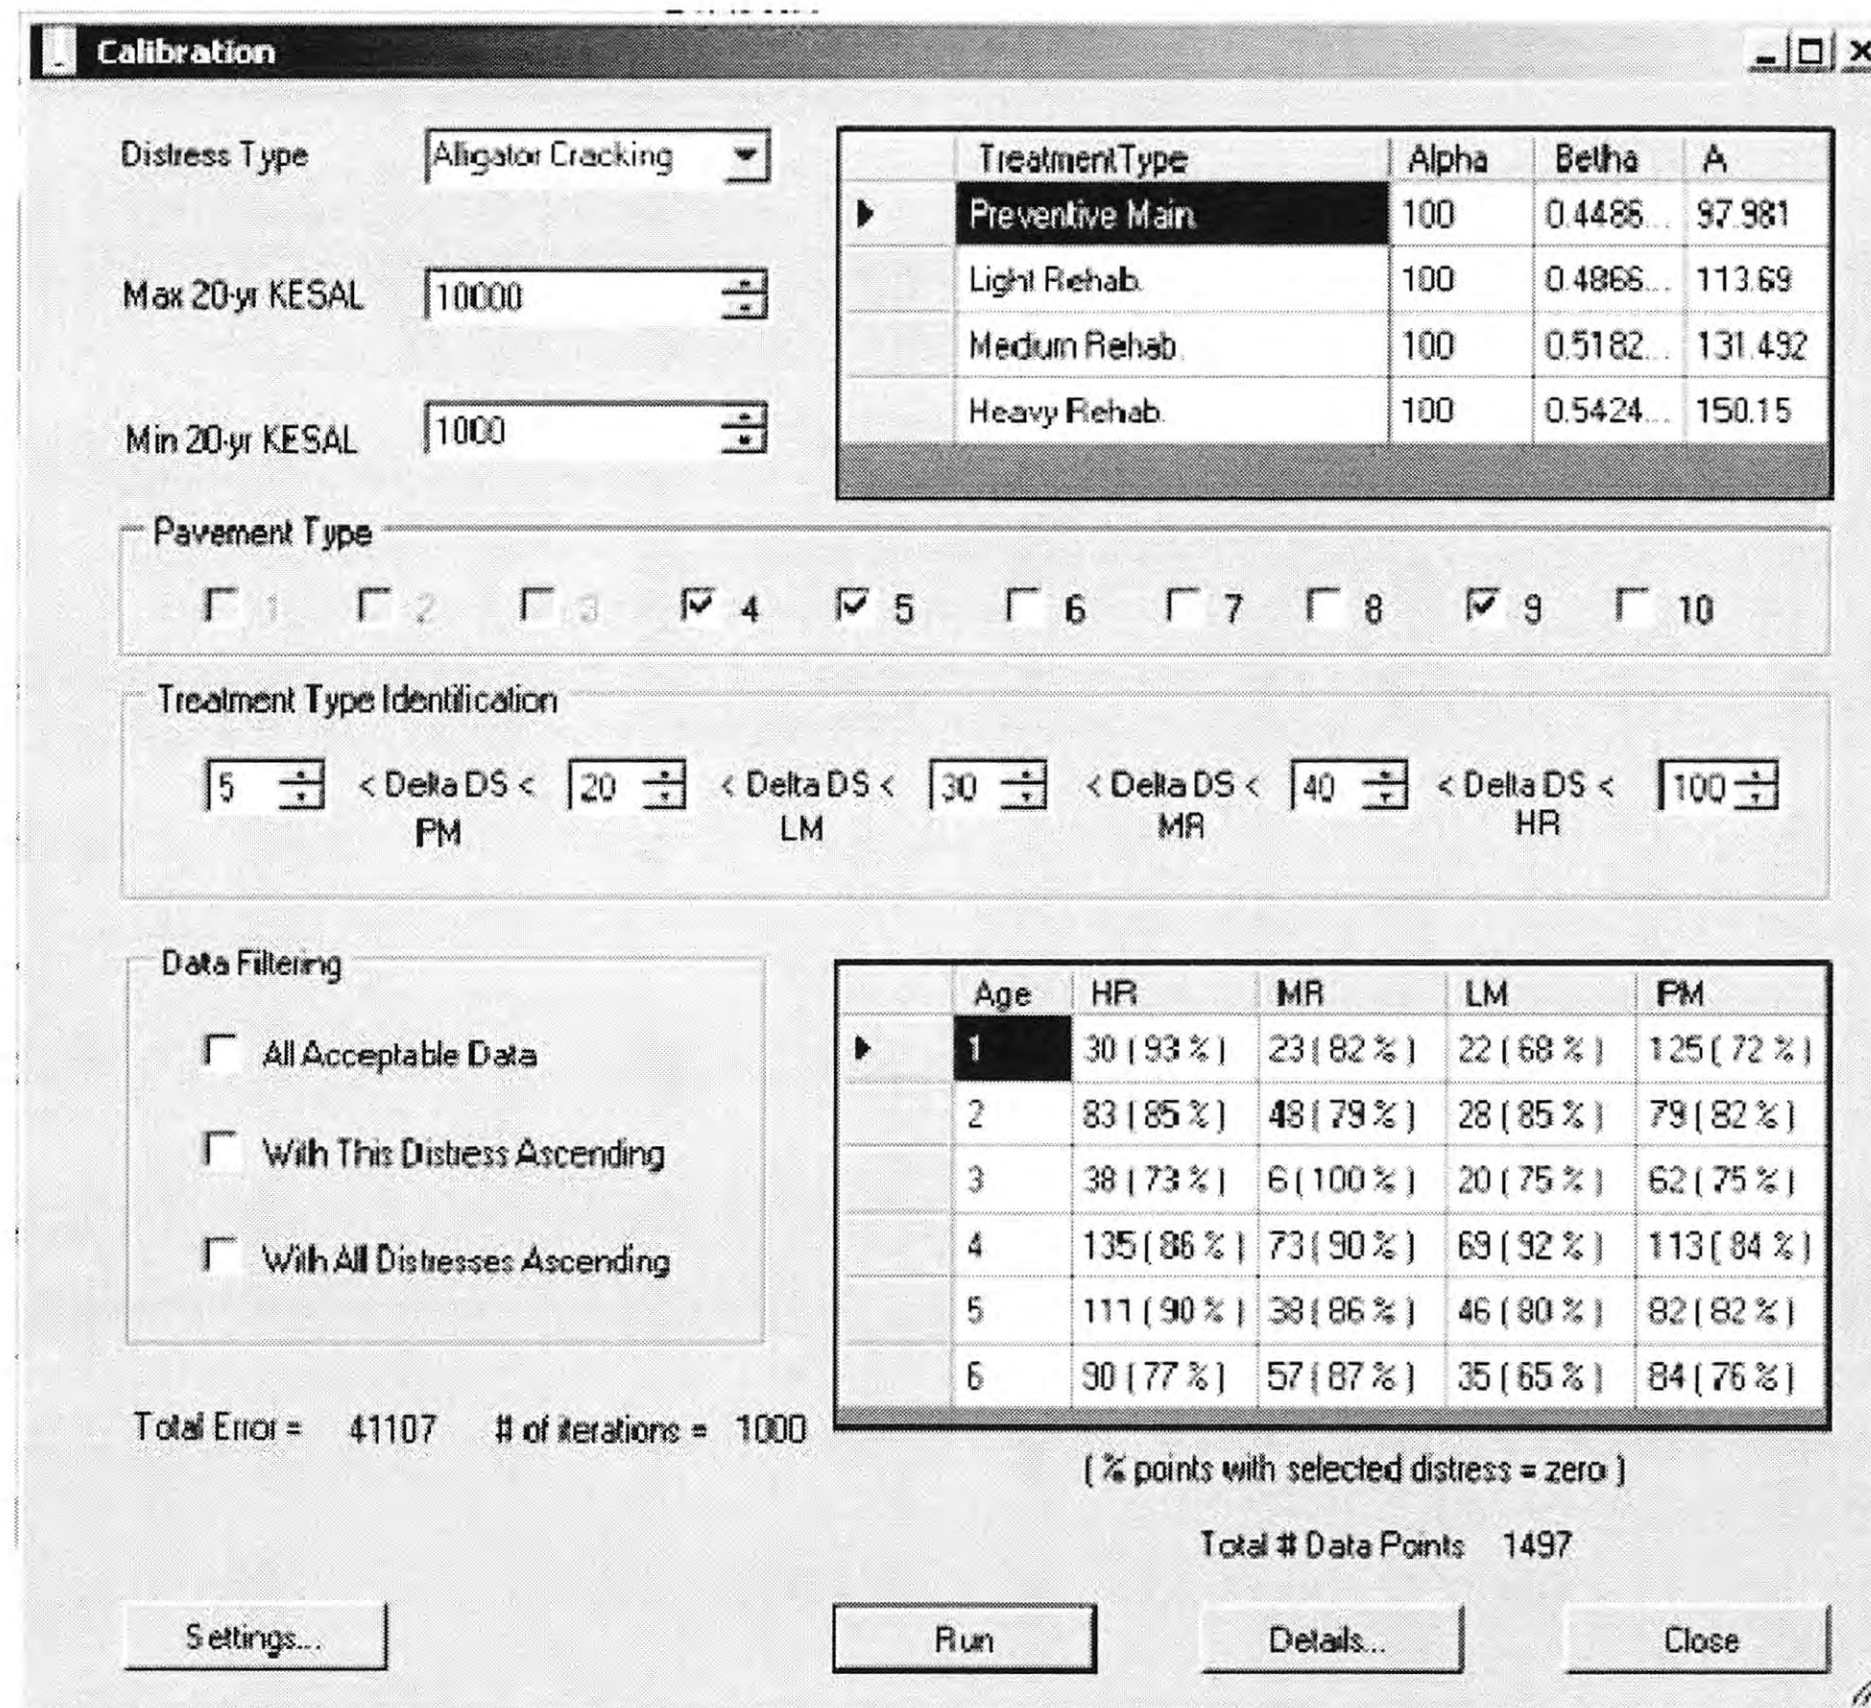 Calibration
Distress Type Alligator Cracking
Max 20-yr KESAL 10000
Min 20-yr KESAL 1000
TreatmentType Alpha Betha A
Preventive Main. 100 0.4486... 97.981
Light Rehab. 100 0.4866... 113.69
Medium Rehab. 100 0.5182... 131.492
Heavy Rehab. 100 0.5424... 150.15
Pavement Type
1 2 3 4 5 6 7 8 9 10
Treatment Type Identification
5 < Delta DS < 20 < Delta DS < 30 < Delta DS < 40 < Delta DS < 100
PM LM MR HR
Data Filtering
All Acceptable Data
With This Distress Ascending
With All Distresses Ascending
Age HR MR LM PM
1 30 ( 93 % ) 23 ( 82 % ) 22 ( 68 % ) 125 ( 72 % )
2 83 ( 85 % ) 48 ( 79 % ) 28 ( 85 % ) 79 ( 82 % )
3 38 ( 73 % ) 6 ( 100 % ) 20 ( 75 % ) 62 ( 75 % )
4 135 ( 86 % ) 73 ( 90 % ) 69 ( 92 % ) 113 ( 84 % )
5 111 ( 90 % ) 38 ( 86 % ) 46 ( 80 % ) 82 ( 82 % )
6 90 ( 77 % ) 57 ( 87 % ) 35 ( 65 % ) 84 ( 76 % )
Total Error = 41107 # of iterations = 1000
( % points with selected distress = zero )
Total # Data Points 1497
Settings... Run Details... Close